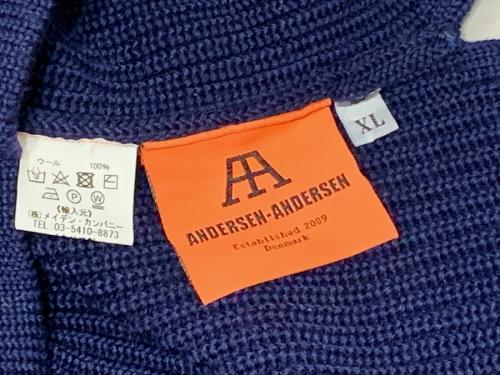 ウール 100%
《輸入元》
(株)メイデン・カンパニー
TEL 03-5410-8873
AA
ANDERSEN-ANDERSEN
Established 2009
Denmark
XL